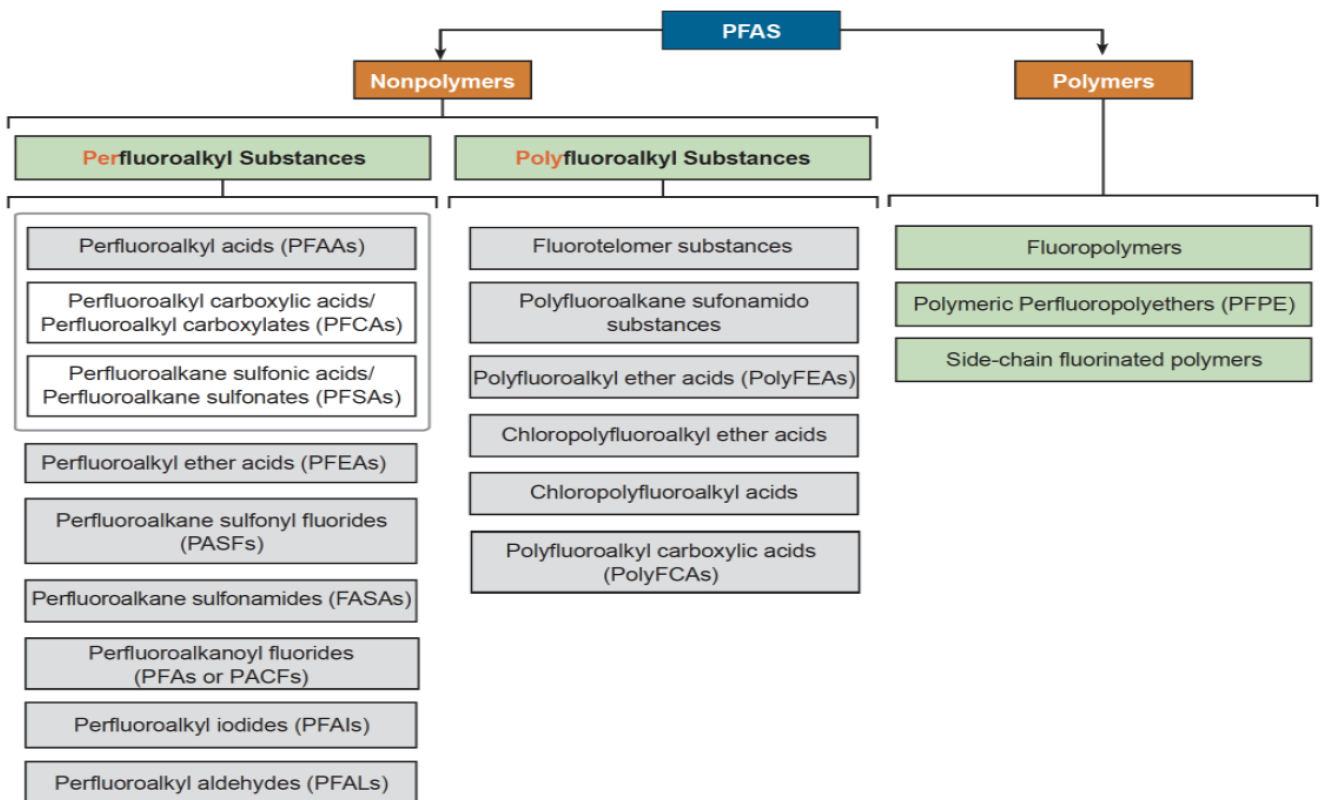 PFAS
Nonpolymers
Polymers
Perfluoroalkyl Substances
Polyfluoroalkyl Substances
Perfluoroalkyl acids (PFAAs)
Perfluoroalkyl carboxylic acids/
Perfluoroalkyl carboxylates (PFCAs)
Perfluoroalkane sulfonic acids/
Perfluoroalkane sulfonates (PFSAs)
Perfluoroalkyl ether acids (PFEAs)
Perfluoroalkane sulfonyl fluorides
(PASFs)
Perfluoroalkane sulfonamides (FASAs)
Perfluoroalkanoyl fluorides
(PFAs or PACFs)
Perfluoroalkyl iodides (PFAIs)
Perfluoroalkyl aldehydes (PFALs)
Fluorotelomer substances
Polyfluoroalkane sufonamido
substances
Polyfluoroalkyl ether acids (PolyFEAs)
Chloropolyfluoroalkyl ether acids
Chloropolyfluoroalkyl acids
Polyfluoroalkyl carboxylic acids
(PolyFCAs)
Fluoropolymers
Polymeric Perfluoropolyethers (PFPE)
Side-chain fluorinated polymers